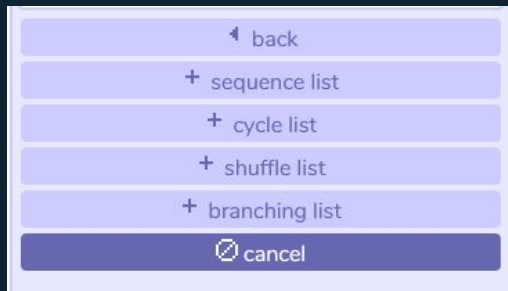 back
+ sequence list
+ cycle list
+ shuffle list
+ branching list
cancel